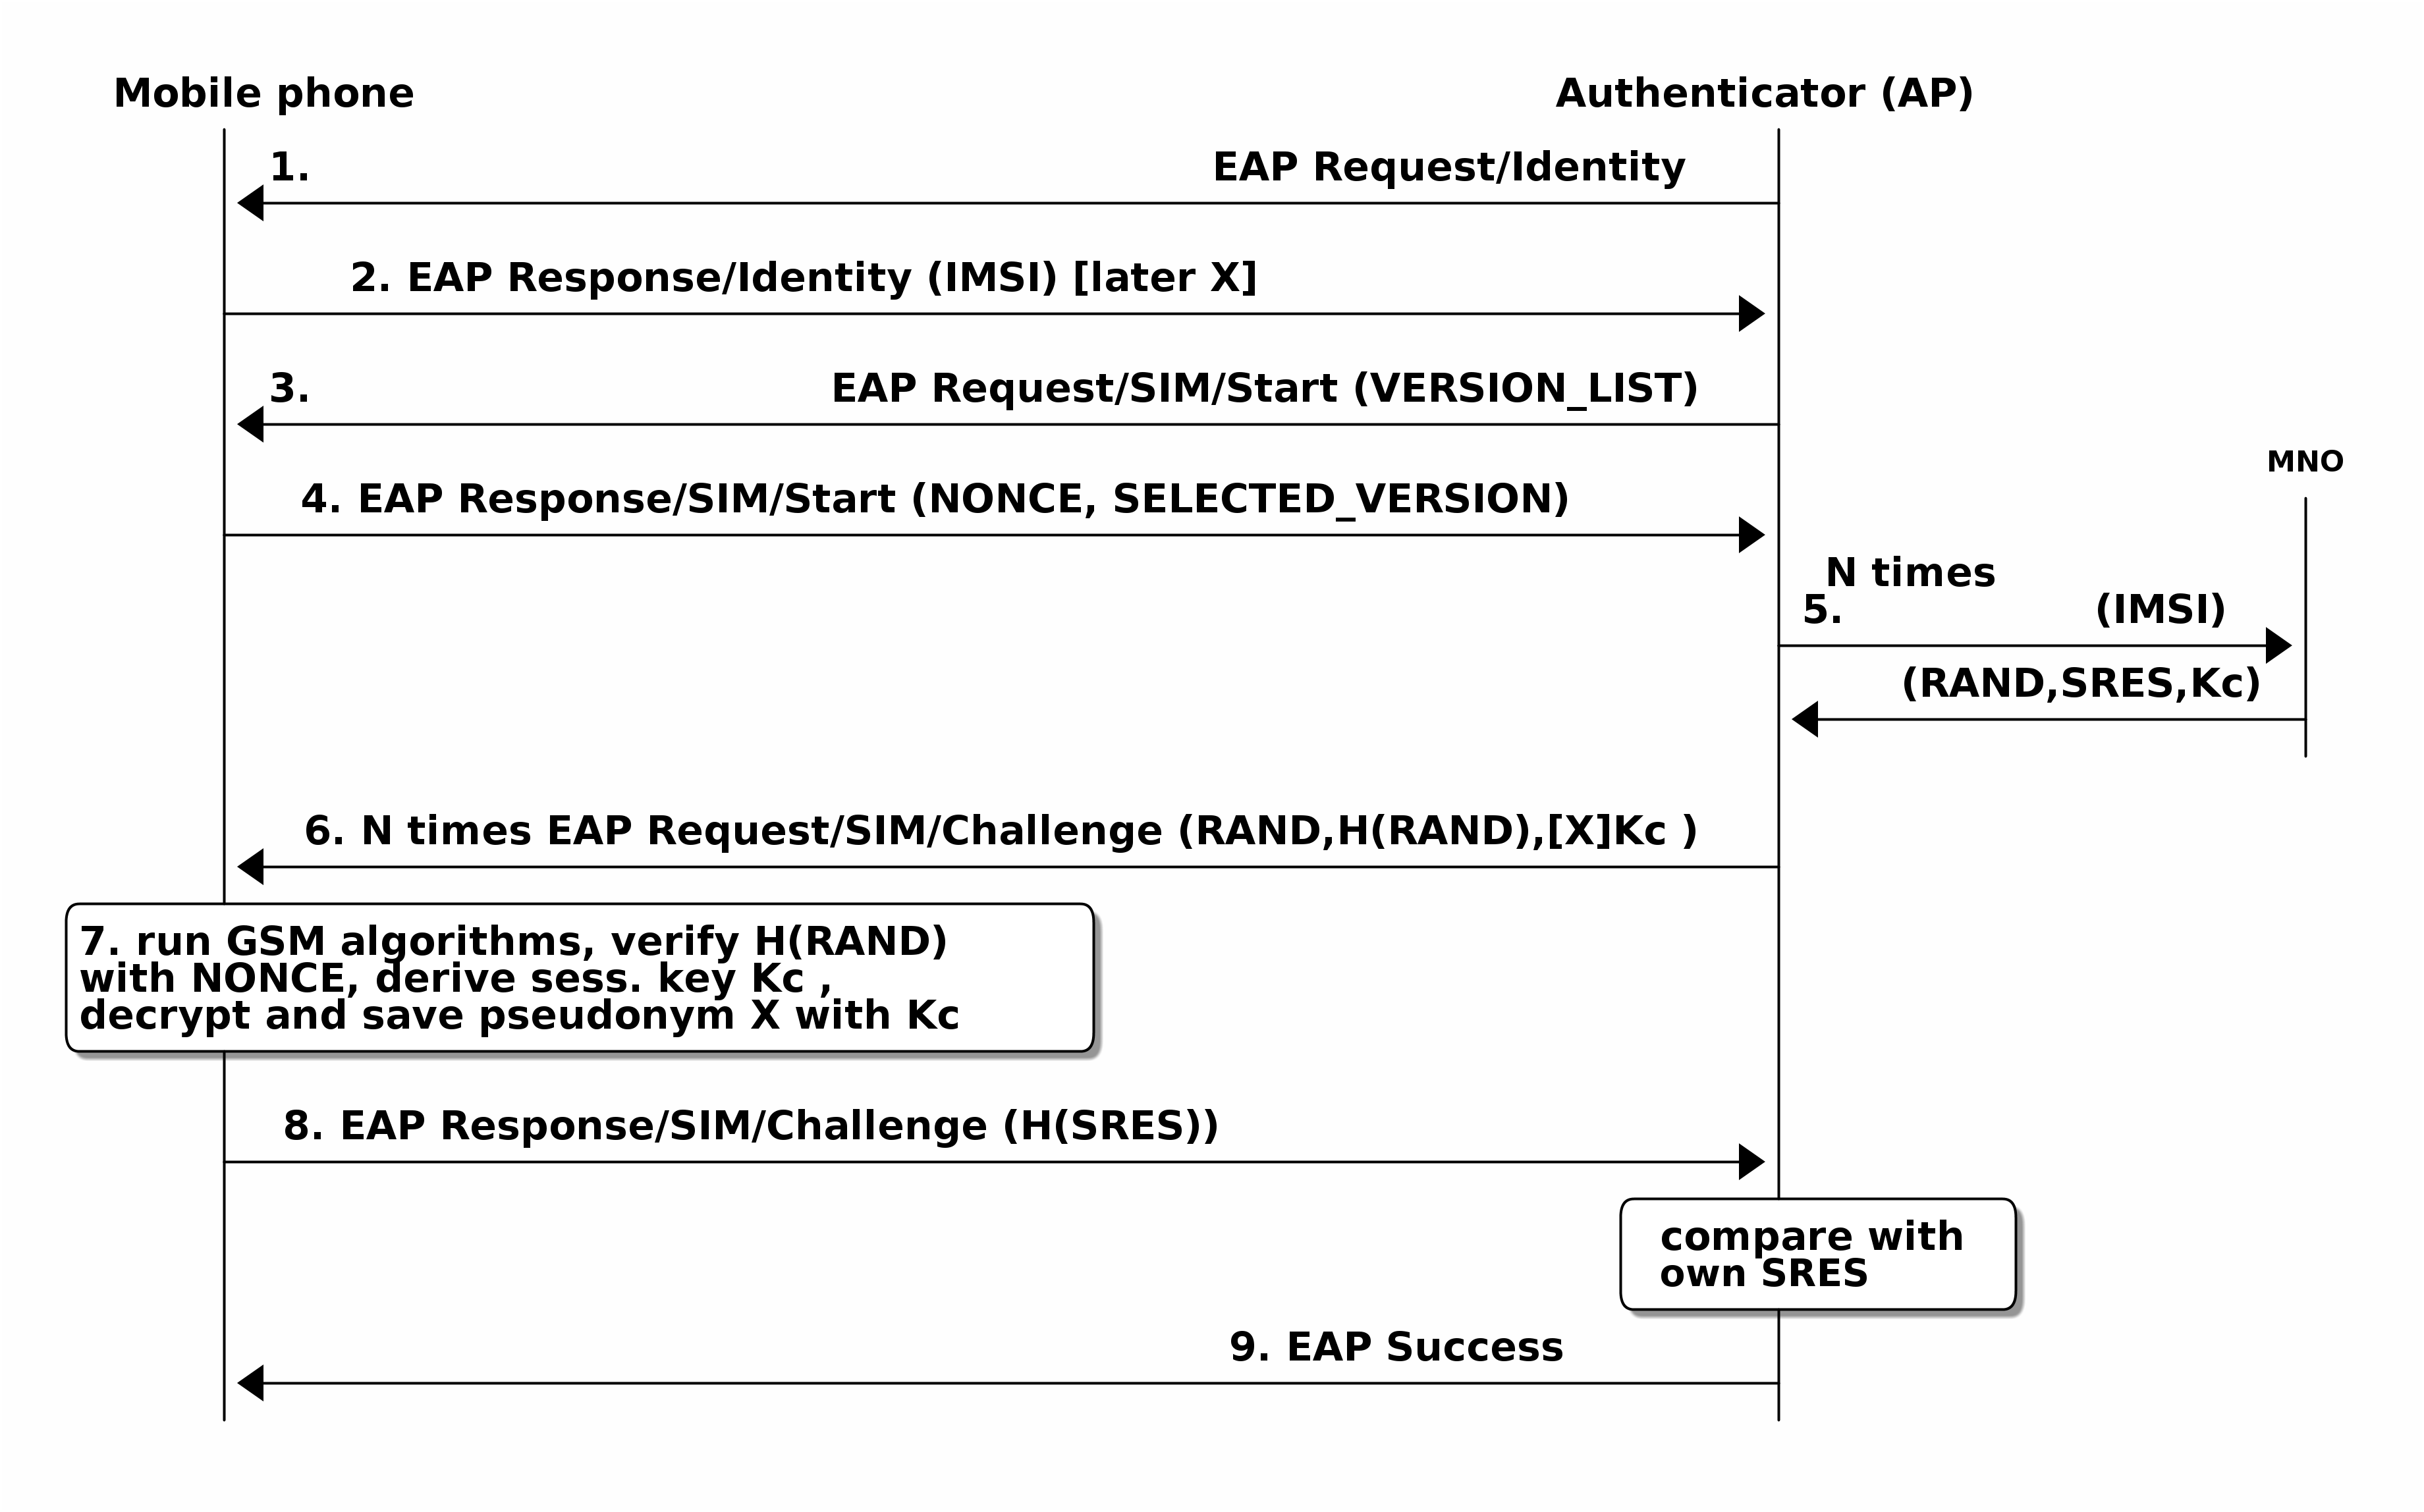 Mobile phone
Authenticator (AP)
1. EAP Request/Identity
2. EAP Response/Identity (IMSI) [later X]
3. EAP Request/SIM/Start (VERSION_LIST)
MNO
4. EAP Response/SIM/Start (NONCE, SELECTED_VERSION)
N times
5. (IMSI)
(RAND,SRES,Kc)
6. N times EAP Request/SIM/Challenge (RAND,H(RAND),[X]Kc )
7. run GSM algorithms, verify H(RAND)
with NONCE, derive sess. key Kc ,
decrypt and save pseudonym X with Kc
8. EAP Response/SIM/Challenge (H(SRES))
compare with
own SRES
9. EAP Success